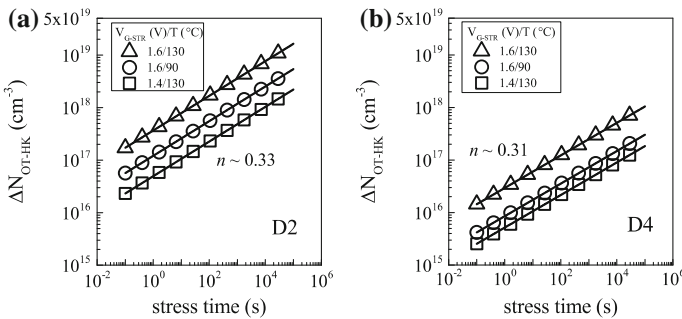 (a)
5x10^19
10^19
10^18
10^17
10^16
10^15
ΔN_OT-HK (cm^-3)
V_G-STR (V)/T (°C)
1.6/130
1.6/90
1.4/130
n ~ 0.33
D2
10^-2 10^0 10^2 10^4 10^6
stress time (s)
(b)
5x10^19
10^19
10^18
10^17
10^16
10^15
ΔN_OT-HK (cm^-3)
V_G-STR (V)/T (°C)
1.6/130
1.6/90
1.4/130
n ~ 0.31
D4
10^-2 10^0 10^2 10^4 10^6
stress time (s)